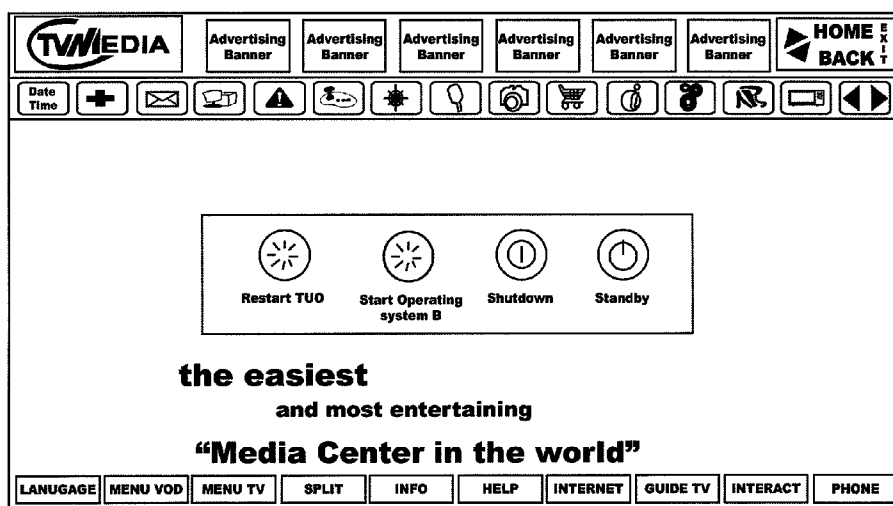 TVMEDIA
Advertising Banner
Advertising Banner
Advertising Banner
Advertising Banner
Advertising Banner
Advertising Banner
HOME
BACK
EXIT
Date
Time
Restart TUO
Start Operating
system B
Shutdown
Standby
the easiest
and most entertaining
“Media Center in the world”
LANUGAGE
MENU VOD
MENU TV
SPLIT
INFO
HELP
INTERNET
GUIDE TV
INTERACT
PHONE